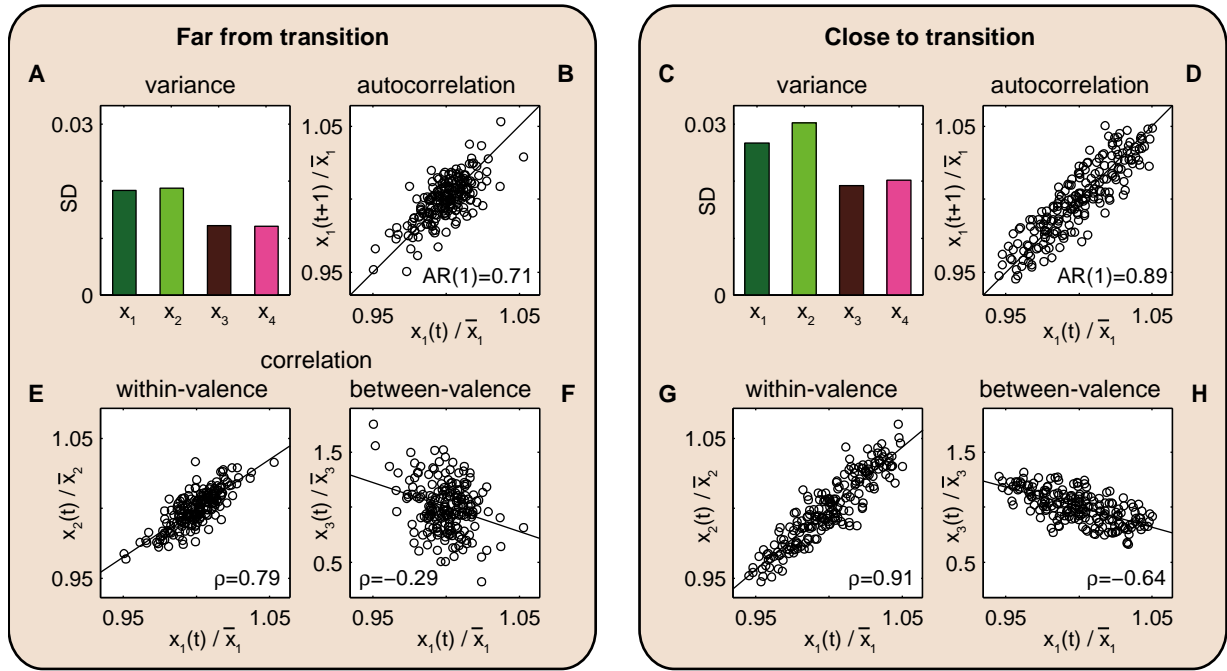 Far from transition
A
variance
0.03
SD
0
x₁ x₂ x₃ x₄
B
autocorrelation
1.05
x₁(t+1) / x̅₁
0.95
AR(1)=0.71
0.95 1.05
x₁(t) / x̅₁
correlation
E
within-valence
1.05
x₂(t) / x̅₂
0.95
ρ=0.79
0.95 1.05
x₁(t) / x̅₁
between-valence
F
1.5
x₃(t) / x̅₃
0.5
ρ=−0.29
0.95 1.05
x₁(t) / x̅₁
Close to transition
C
variance
0.03
SD
0
x₁ x₂ x₃ x₄
autocorrelation
D
1.05
x₁(t+1) / x̅₁
0.95
AR(1)=0.89
0.95 1.05
x₁(t) / x̅₁
G
within-valence
1.05
x₂(t) / x̅₂
0.95
ρ=0.91
0.95 1.05
x₁(t) / x̅₁
between-valence
H
1.5
x₃(t) / x̅₃
0.5
ρ=−0.64
0.95 1.05
x₁(t) / x̅₁